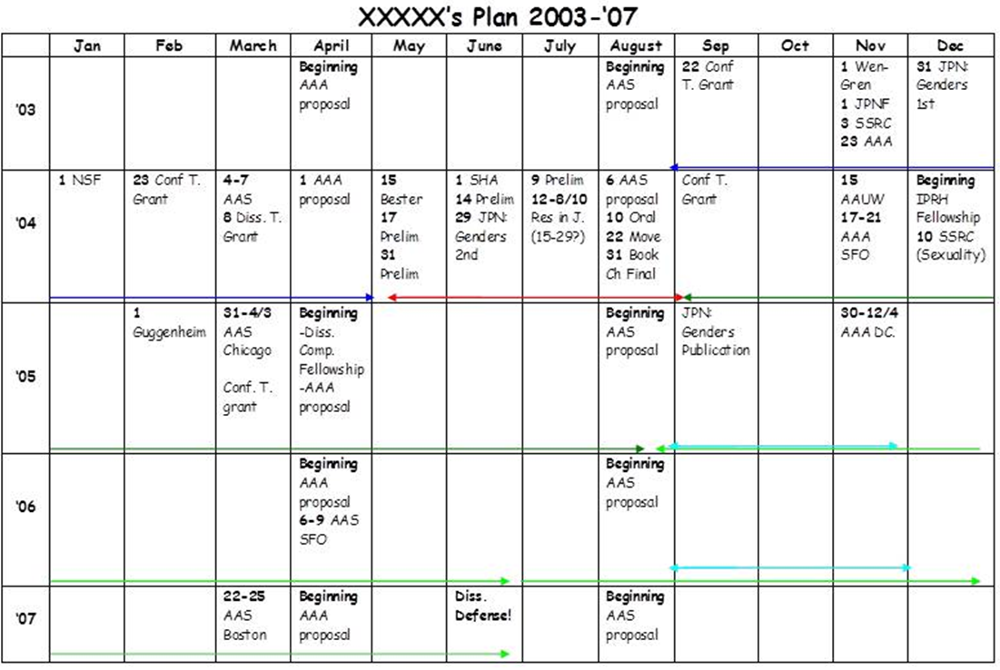 XXXXX's Plan 2003-'07
Jan Feb March April May June July August Sep Oct Nov Dec
'03
Beginning
AAA
proposal
Beginning
AAS
proposal
22 Conf
T. Grant
1 Wen-
Gren
1 JPNF
3 SSRC
23 AAA
31 JPN:
Genders
1st
'04
1 NSF
23 Conf T.
Grant
4-7
AAS
8 Diss. T.
Grant
1 AAA
proposal
15
Bester
17
Prelim
31
Prelim
1 SHA
14 Prelim
29 JPN:
Genders
2nd
9 Prelim
12-8/10
Res in J.
(15-29?)
6 AAS
proposal
10 Oral
22 Move
31 Book
Ch Final
Conf T.
Grant
15
AAUW
17-21
AAA
SFO
Beginning
IPRH
Fellowship
10 SSRC
(Sexuality)
'05
1
Guggenheim
31-4/3
AAS
Chicago
Conf. T.
grant
Beginning
-Diss.
Comp.
Fellowship
-AAA
proposal
Beginning
AAS
proposal
JPN:
Genders
Publication
30-12/4
AAA DC.
'06
Beginning
AAA
proposal
6-9 AAS
SFO
Beginning
AAS
proposal
'07
22-25
AAS
Boston
Beginning
AAA
proposal
Diss.
Defense!
Beginning
AAS
proposal